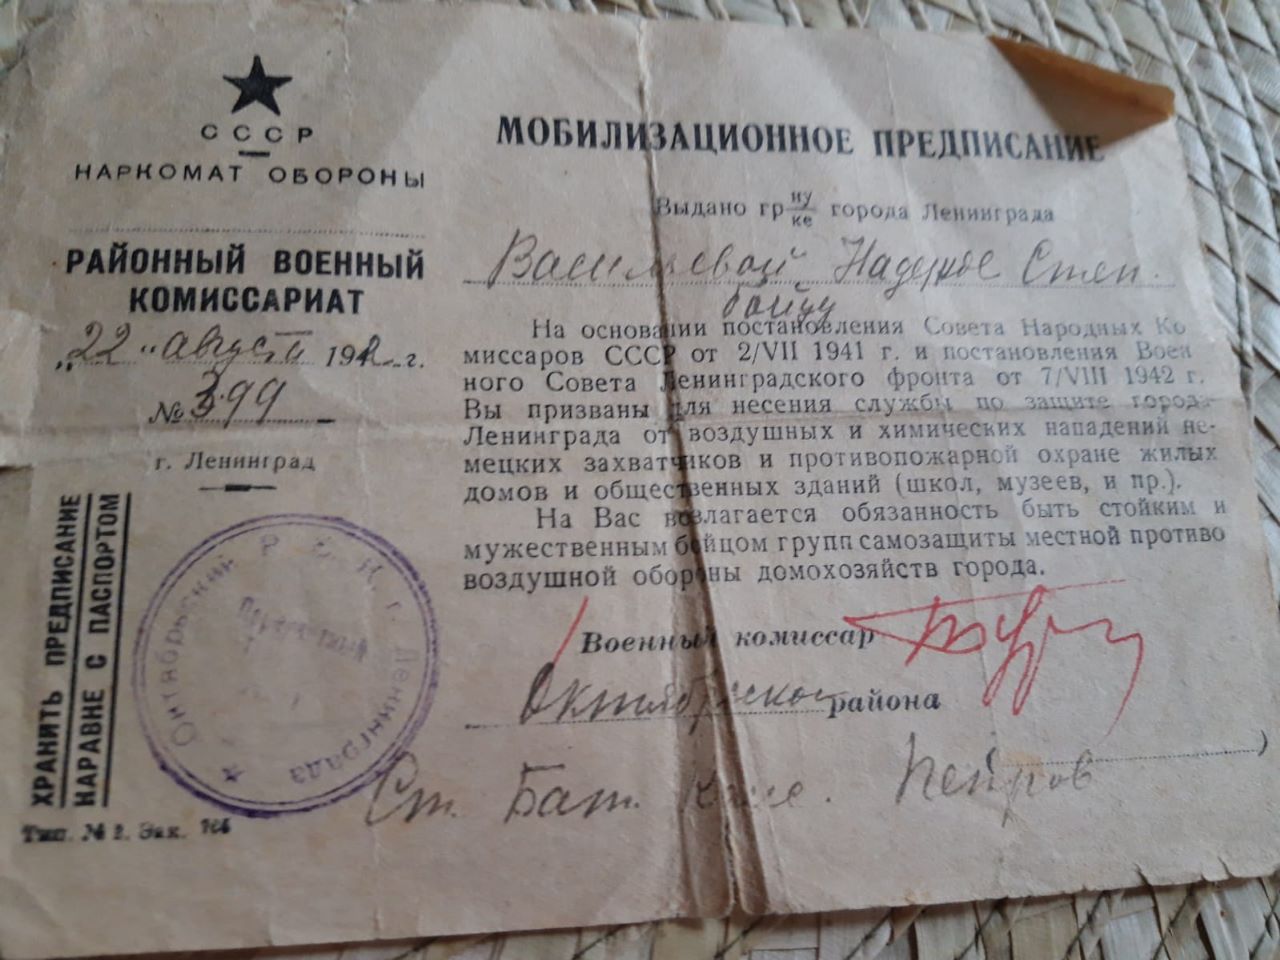 СССР
НАРКОМАТ ОБОРОНЫ
РАЙОННЫЙ ВОЕННЫЙ
КОМИССАРИАТ
„22" августа 1942 г.
№ 399
г. Ленинград
ХРАНИТЬ ПРЕДПИСАНИЕ
НАРАВНЕ С ПАСПОРТОМ
Октябрьский Р.В.К. г. Ленинграда
Тип. № 2. Зак.
МОБИЛИЗАЦИОННОЕ ПРЕДПИСАНИЕ
Выдано гр ну/ке города Ленинграда
Васильевой Надежде Степ.
бойцу
На основании постановления Совета Народных Ко
миссаров СССР от 2/VII 1941 г. и постановления Воен
ного Совета Ленинградского фронта от 7/VIII 1942 г.
Вы призваны для несения службы по защите города
Ленинграда от воздушных и химических нападений не-
мецких захватчиков и противопожарной охране жилых
домов и общественных зданий (школ, музеев, и пр.).
На Вас возлагается обязанность быть стойким и
мужественным бойцом групп самозащиты местной противо
воздушной обороны домохозяйств города.
Военный комиссар
Октябрьского района
)
Ст. Бат. Петров